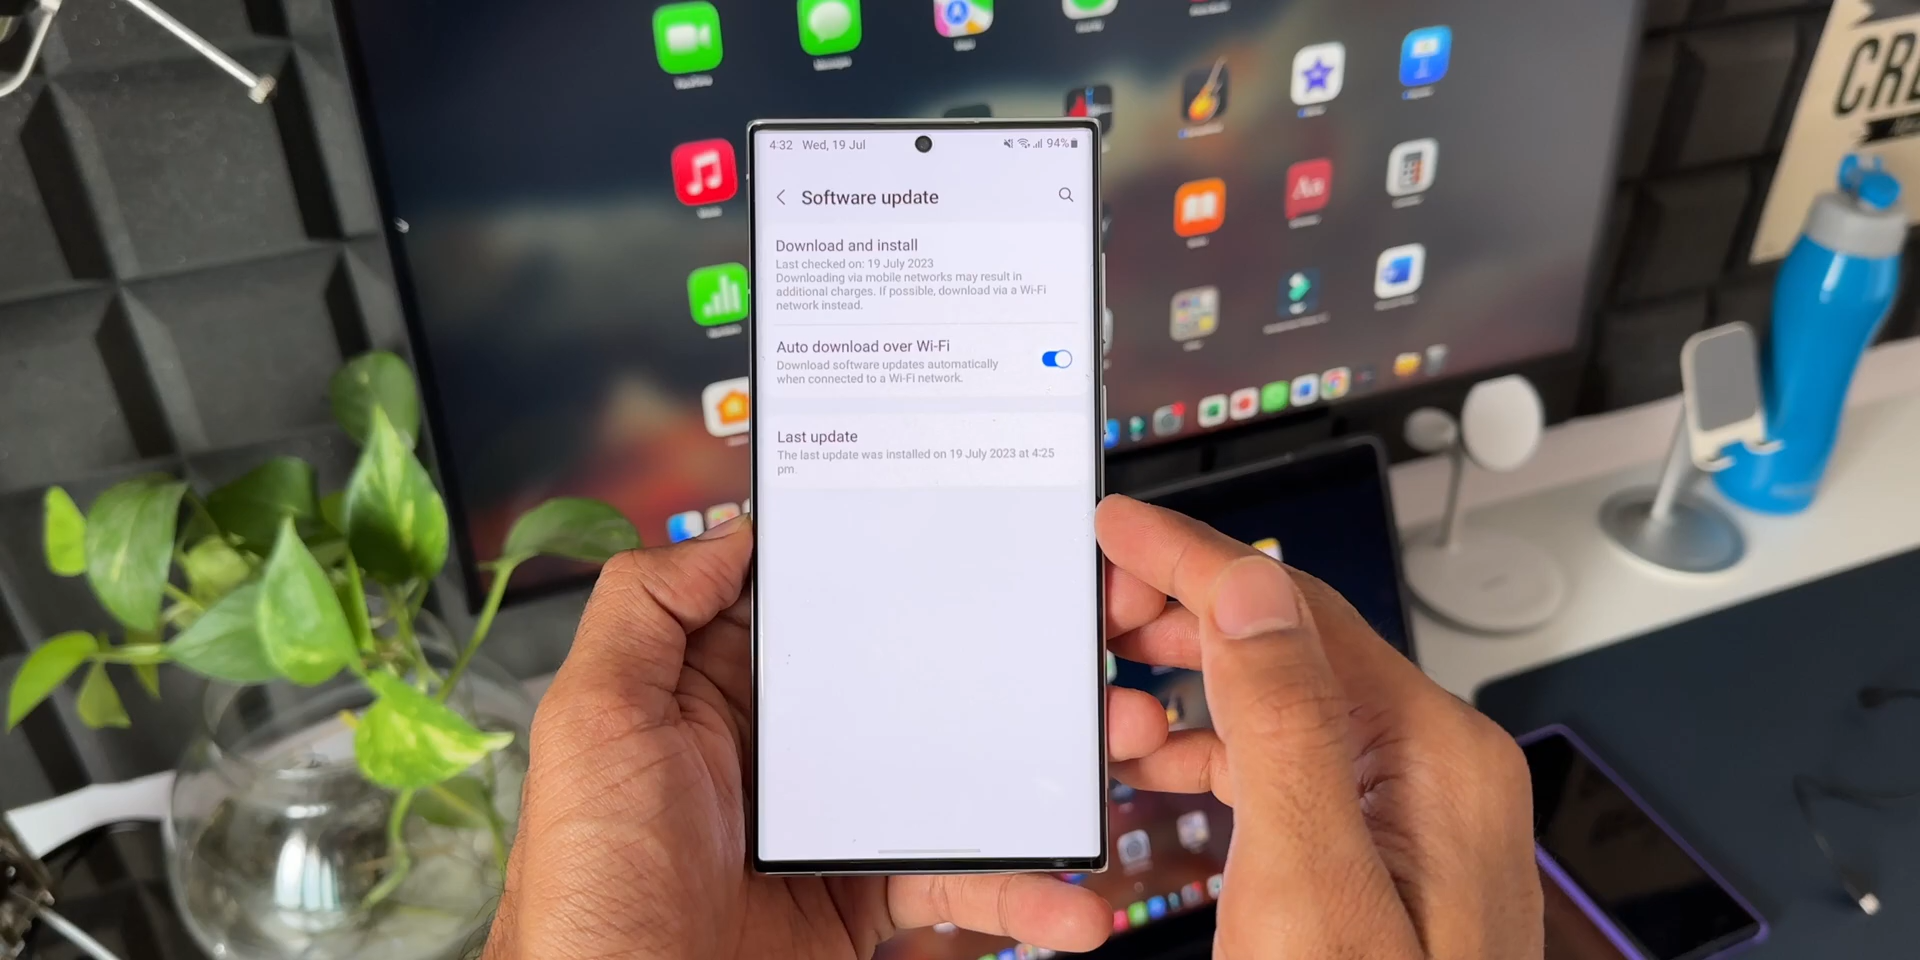 4:32 Wed, 19 Jul 94%
Software update
Download and install
Last checked on: 19 July 2023
Downloading via mobile networks may result in
additional charges. If possible, download via a Wi-Fi
network instead.
Auto download over Wi-Fi
Download software updates automatically
when connected to a Wi-Fi network.
Last update
The last update was installed on 19 July 2023 at 4:25
pm.
CRE
Aa